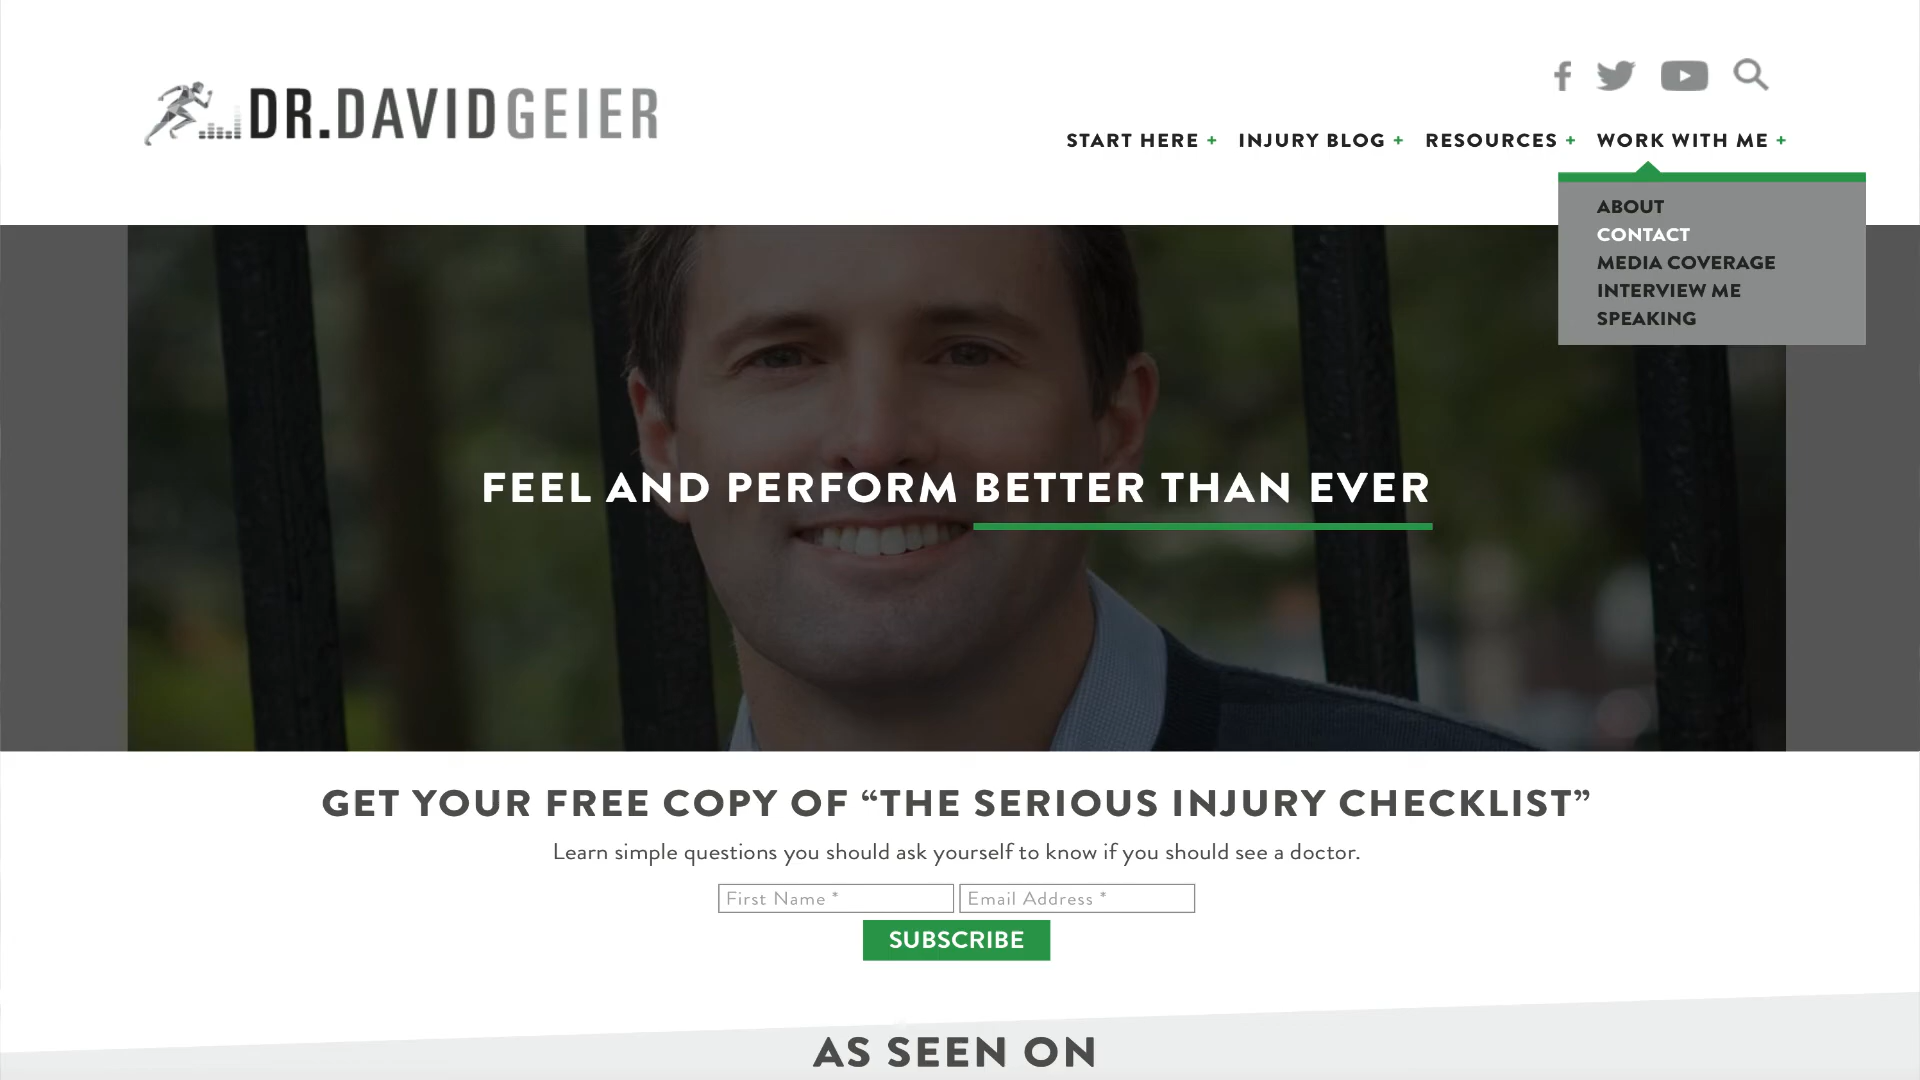 DR.DAVIDGEIER
START HERE + INJURY BLOG + RESOURCES + WORK WITH ME +
ABOUT
CONTACT
MEDIA COVERAGE
INTERVIEW ME
SPEAKING
FEEL AND PERFORM BETTER THAN EVER
GET YOUR FREE COPY OF “THE SERIOUS INJURY CHECKLIST”
Learn simple questions you should ask yourself to know if you should see a doctor.
First Name * Email Address *
SUBSCRIBE
AS SEEN ON